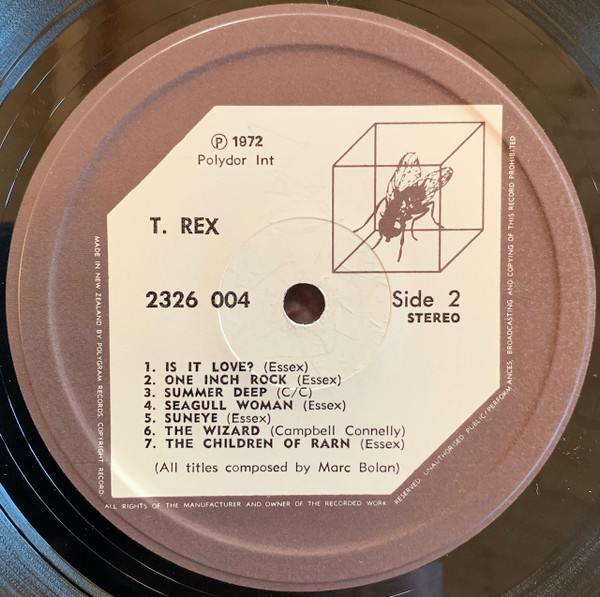 Ⓟ 1972
Polydor Int
T. REX
2326 004
Side 2
STEREO
1. IS IT LOVE? (Essex)
2. ONE INCH ROCK (Essex)
3. SUMMER DEEP (C/C)
4. SEAGULL WOMAN (Essex)
5. SUNEYE (Essex)
6. THE WIZARD (Campbell Connelly)
7. THE CHILDREN OF RARN (Essex)
(All titles composed by Marc Bolan)
MADE IN NEW ZEALAND BY POLYGRAM RECORDS. COPYRIGHT RECORD.
ALL RIGHTS OF THE MANUFACTURER AND OWNER OF THE RECORDED WORK
RESERVED. UNAUTHORISED PUBLIC PERFORMANCES, BROADCASTING AND COPYING OF THIS RECORD PROHIBITED